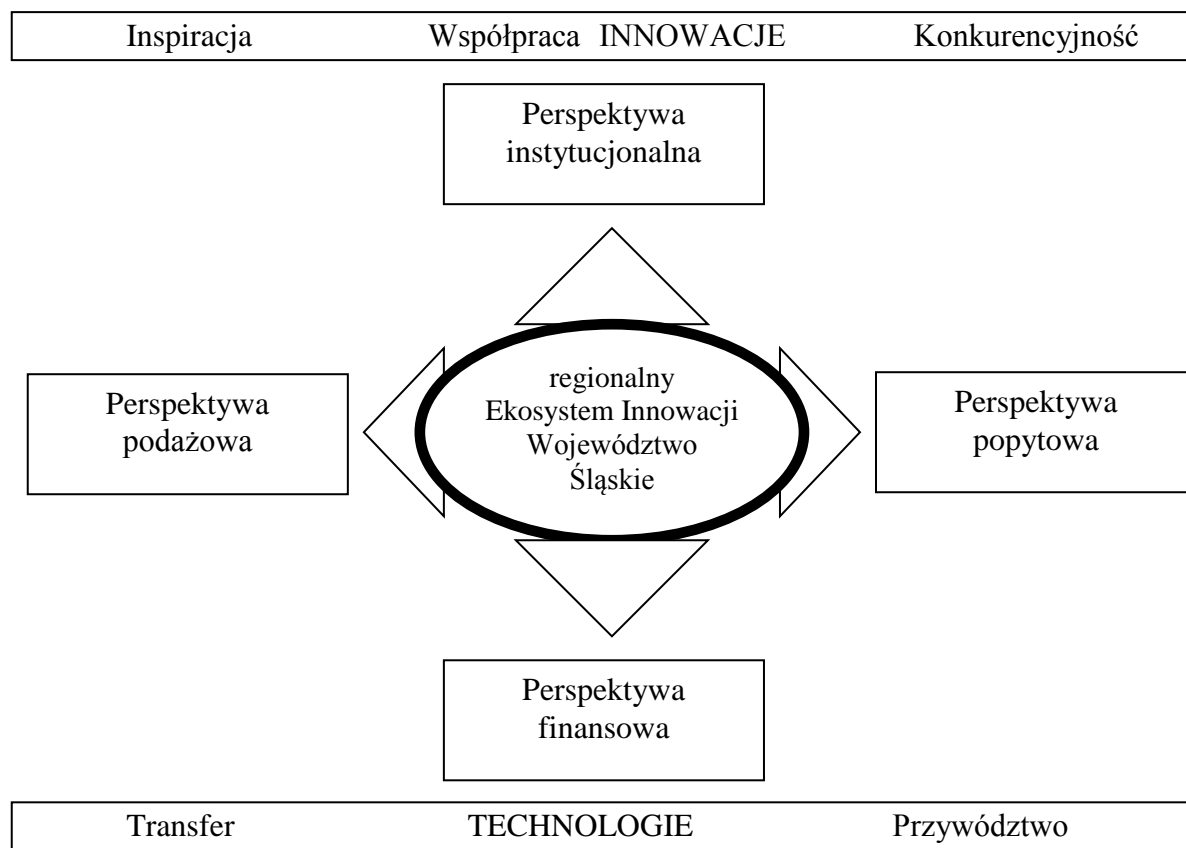 Inspiracja Współpraca INNOWACJE Konkurencyjność
Perspektywa
instytucjonalna
Perspektywa
podażowa
regionalny
Ekosystem Innowacji
Województwo
Śląskie
Perspektywa
popytowa
Perspektywa
finansowa
Transfer TECHNOLOGIE Przywództwo